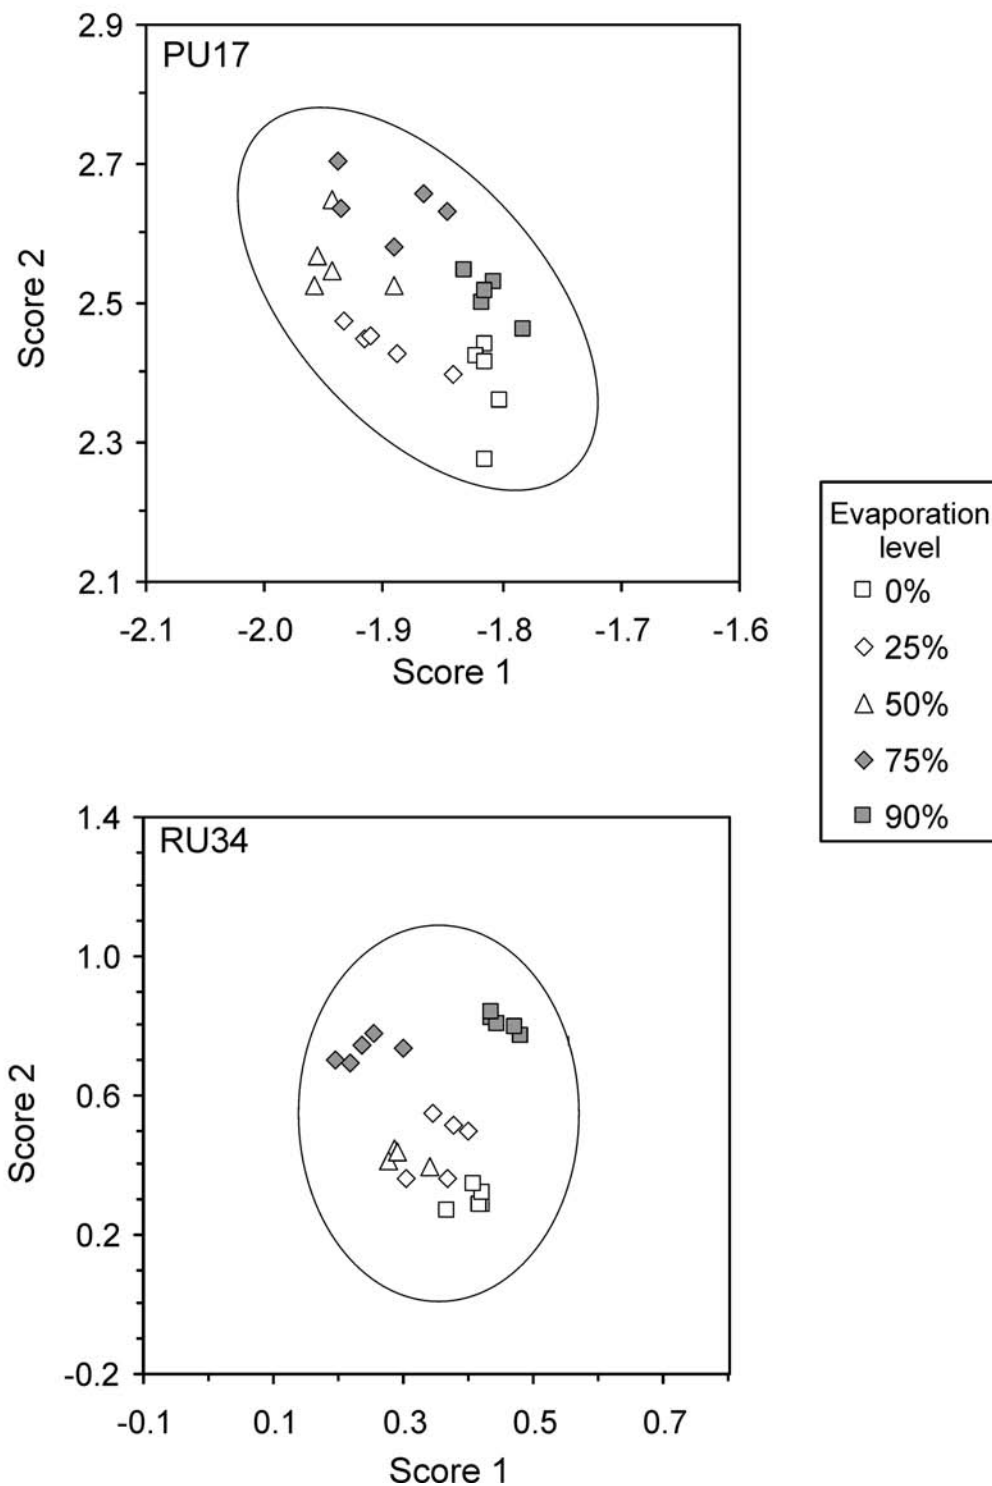 2.9
PU17
2.7
2.5
2.3
2.1
Score 2
-2.1 -2.0 -1.9 -1.8 -1.7 -1.6
Score 1
Evaporation
level
0%
25%
50%
75%
90%
1.4
RU34
1.0
0.6
0.2
-0.2
Score 2
-0.1 0.1 0.3 0.5 0.7
Score 1